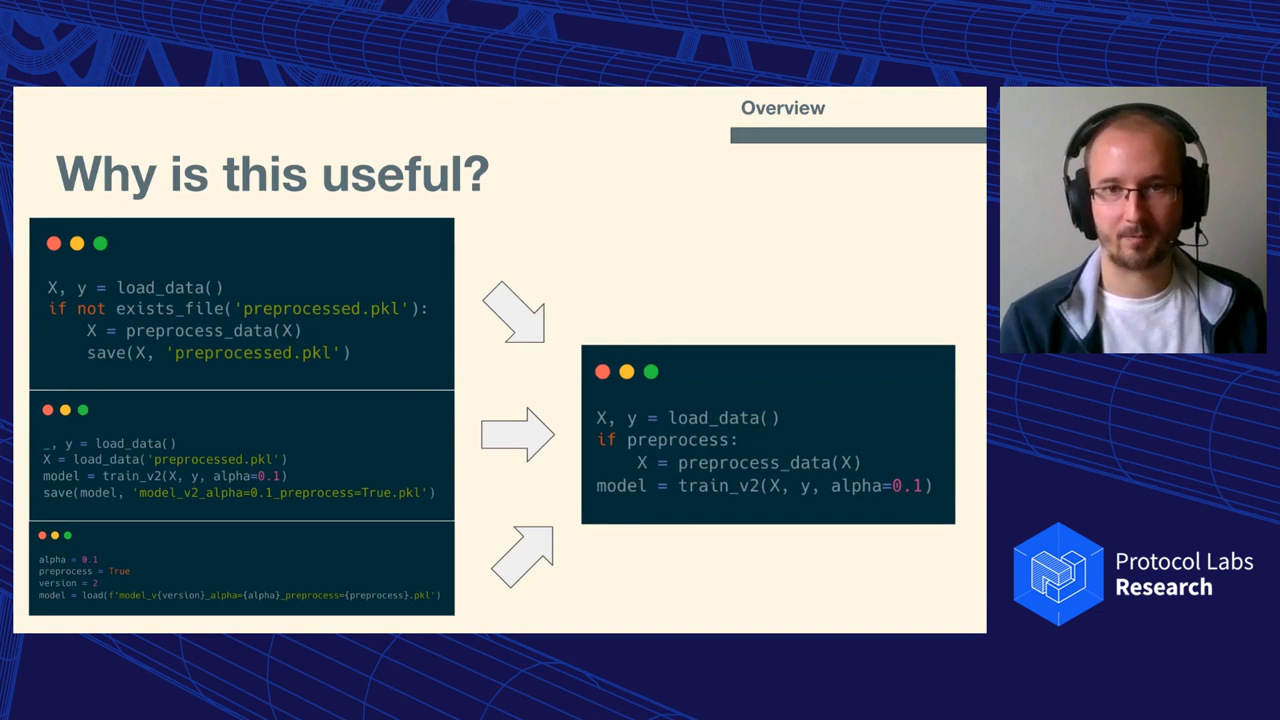 Overview
Why is this useful?
X, y = load_data()
if not exists_file('preprocessed.pkl'):
    X = preprocess_data(X)
    save(X, 'preprocessed.pkl')
_, y = load_data()
X = load_data('preprocessed.pkl')
model = train_v2(X, y, alpha=0.1)
save(model, 'model_v2_alpha=0.1_preprocess=True.pkl')
alpha = 0.1
preprocess = True
version = 2
model = load(f'model_v{version}_alpha={alpha}_preprocess={preprocess}.pkl')
X, y = load_data()
if preprocess:
    X = preprocess_data(X)
model = train_v2(X, y, alpha=0.1)
Protocol Labs
Research